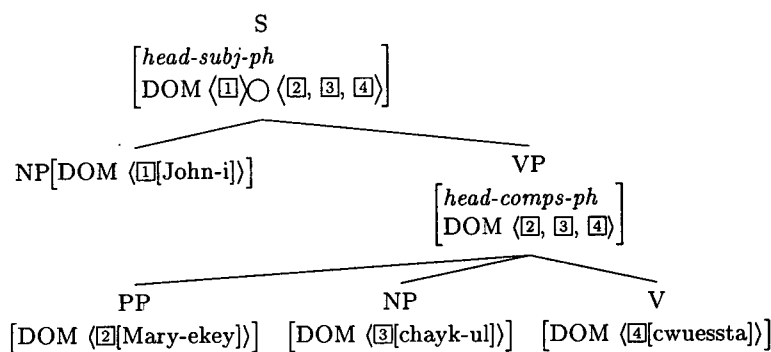 S
[head-subj-ph
DOM ⟨[1]⟩○⟨[2], [3], [4]⟩]
NP[DOM ⟨[1][John-i]⟩]
VP
[head-comps-ph
DOM ⟨[2], [3], [4]⟩]
PP NP V
[DOM ⟨[2][Mary-ekey]⟩] [DOM ⟨[3][chayk-ul]⟩] [DOM ⟨[4][cwuessta]⟩]